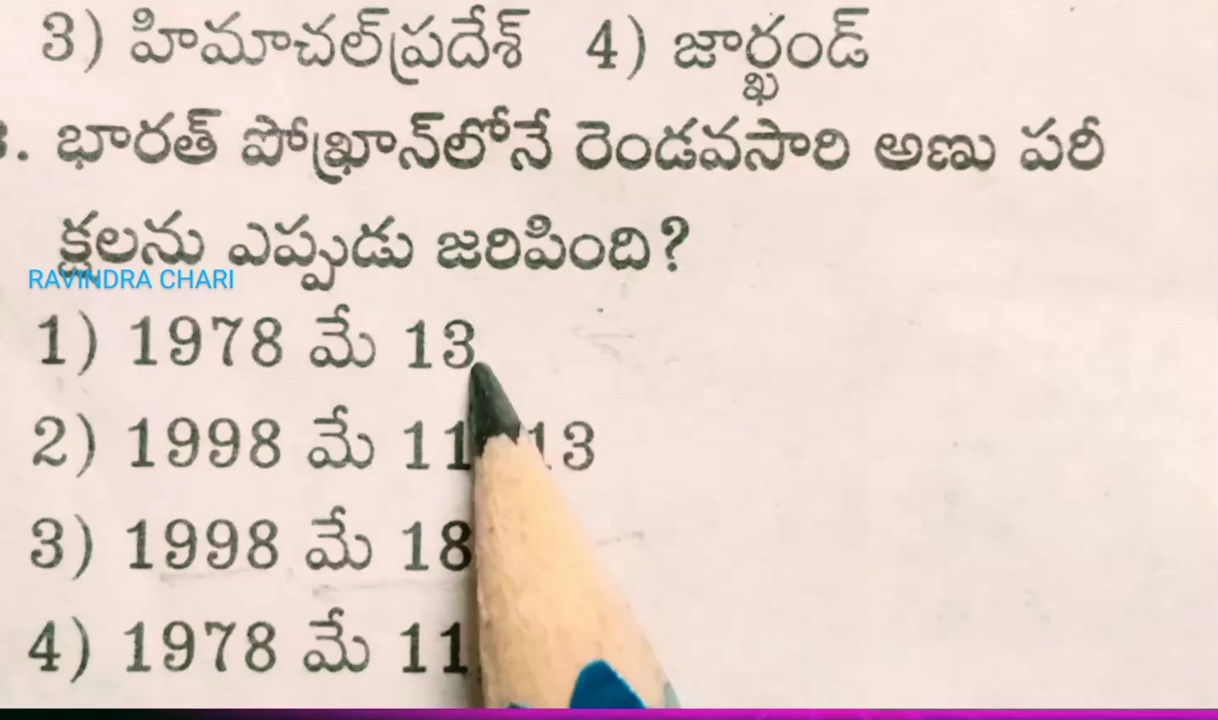 3) హిమాచల్‌ప్రదేశ్ 4) జార్ఖండ్
. భారత్ పోఖ్రాన్‌లోనే రెండవసారి అణు పరీ
క్షలను ఎప్పుడు జరిపింది?
RAVINDRA CHARI
1) 1978 మే 13
2) 1998 మే 11 13
3) 1998 మే 18
4) 1978 మే 11